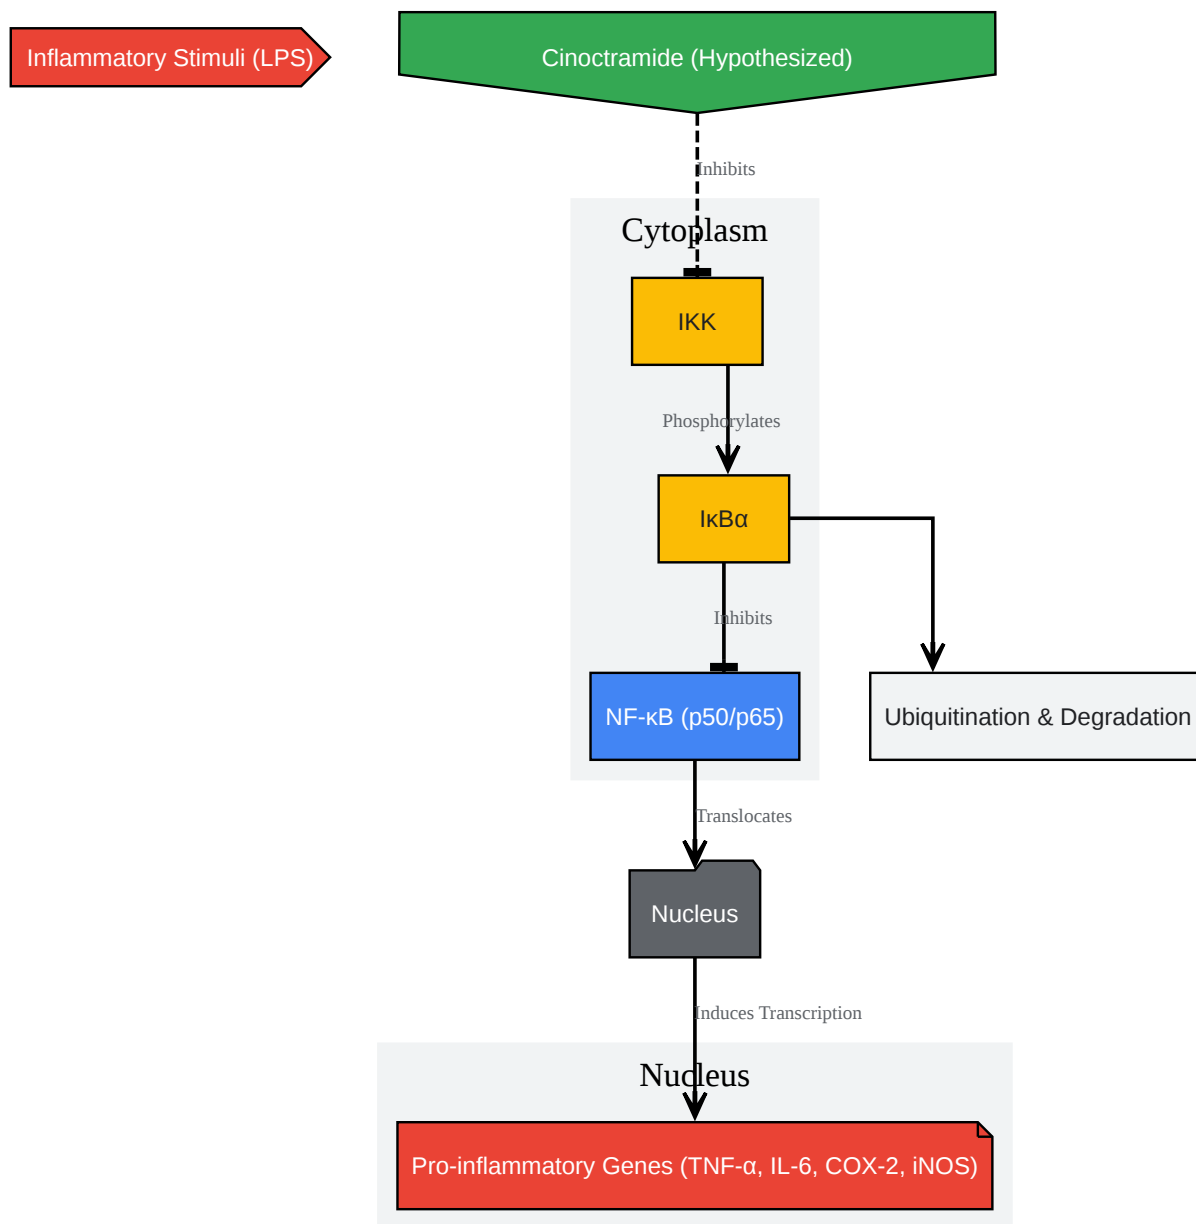 Inflammatory Stimuli (LPS)
Cinoctramide (Hypothesized)
Inhibits
Cytoplasm
IKK
Phosphorylates
IκBα
Inhibits
NF-κB (p50/p65)
Ubiquitination & Degradation
Translocates
Nucleus
Induces Transcription
Nucleus
Pro-inflammatory Genes (TNF-α, IL-6, COX-2, iNOS)